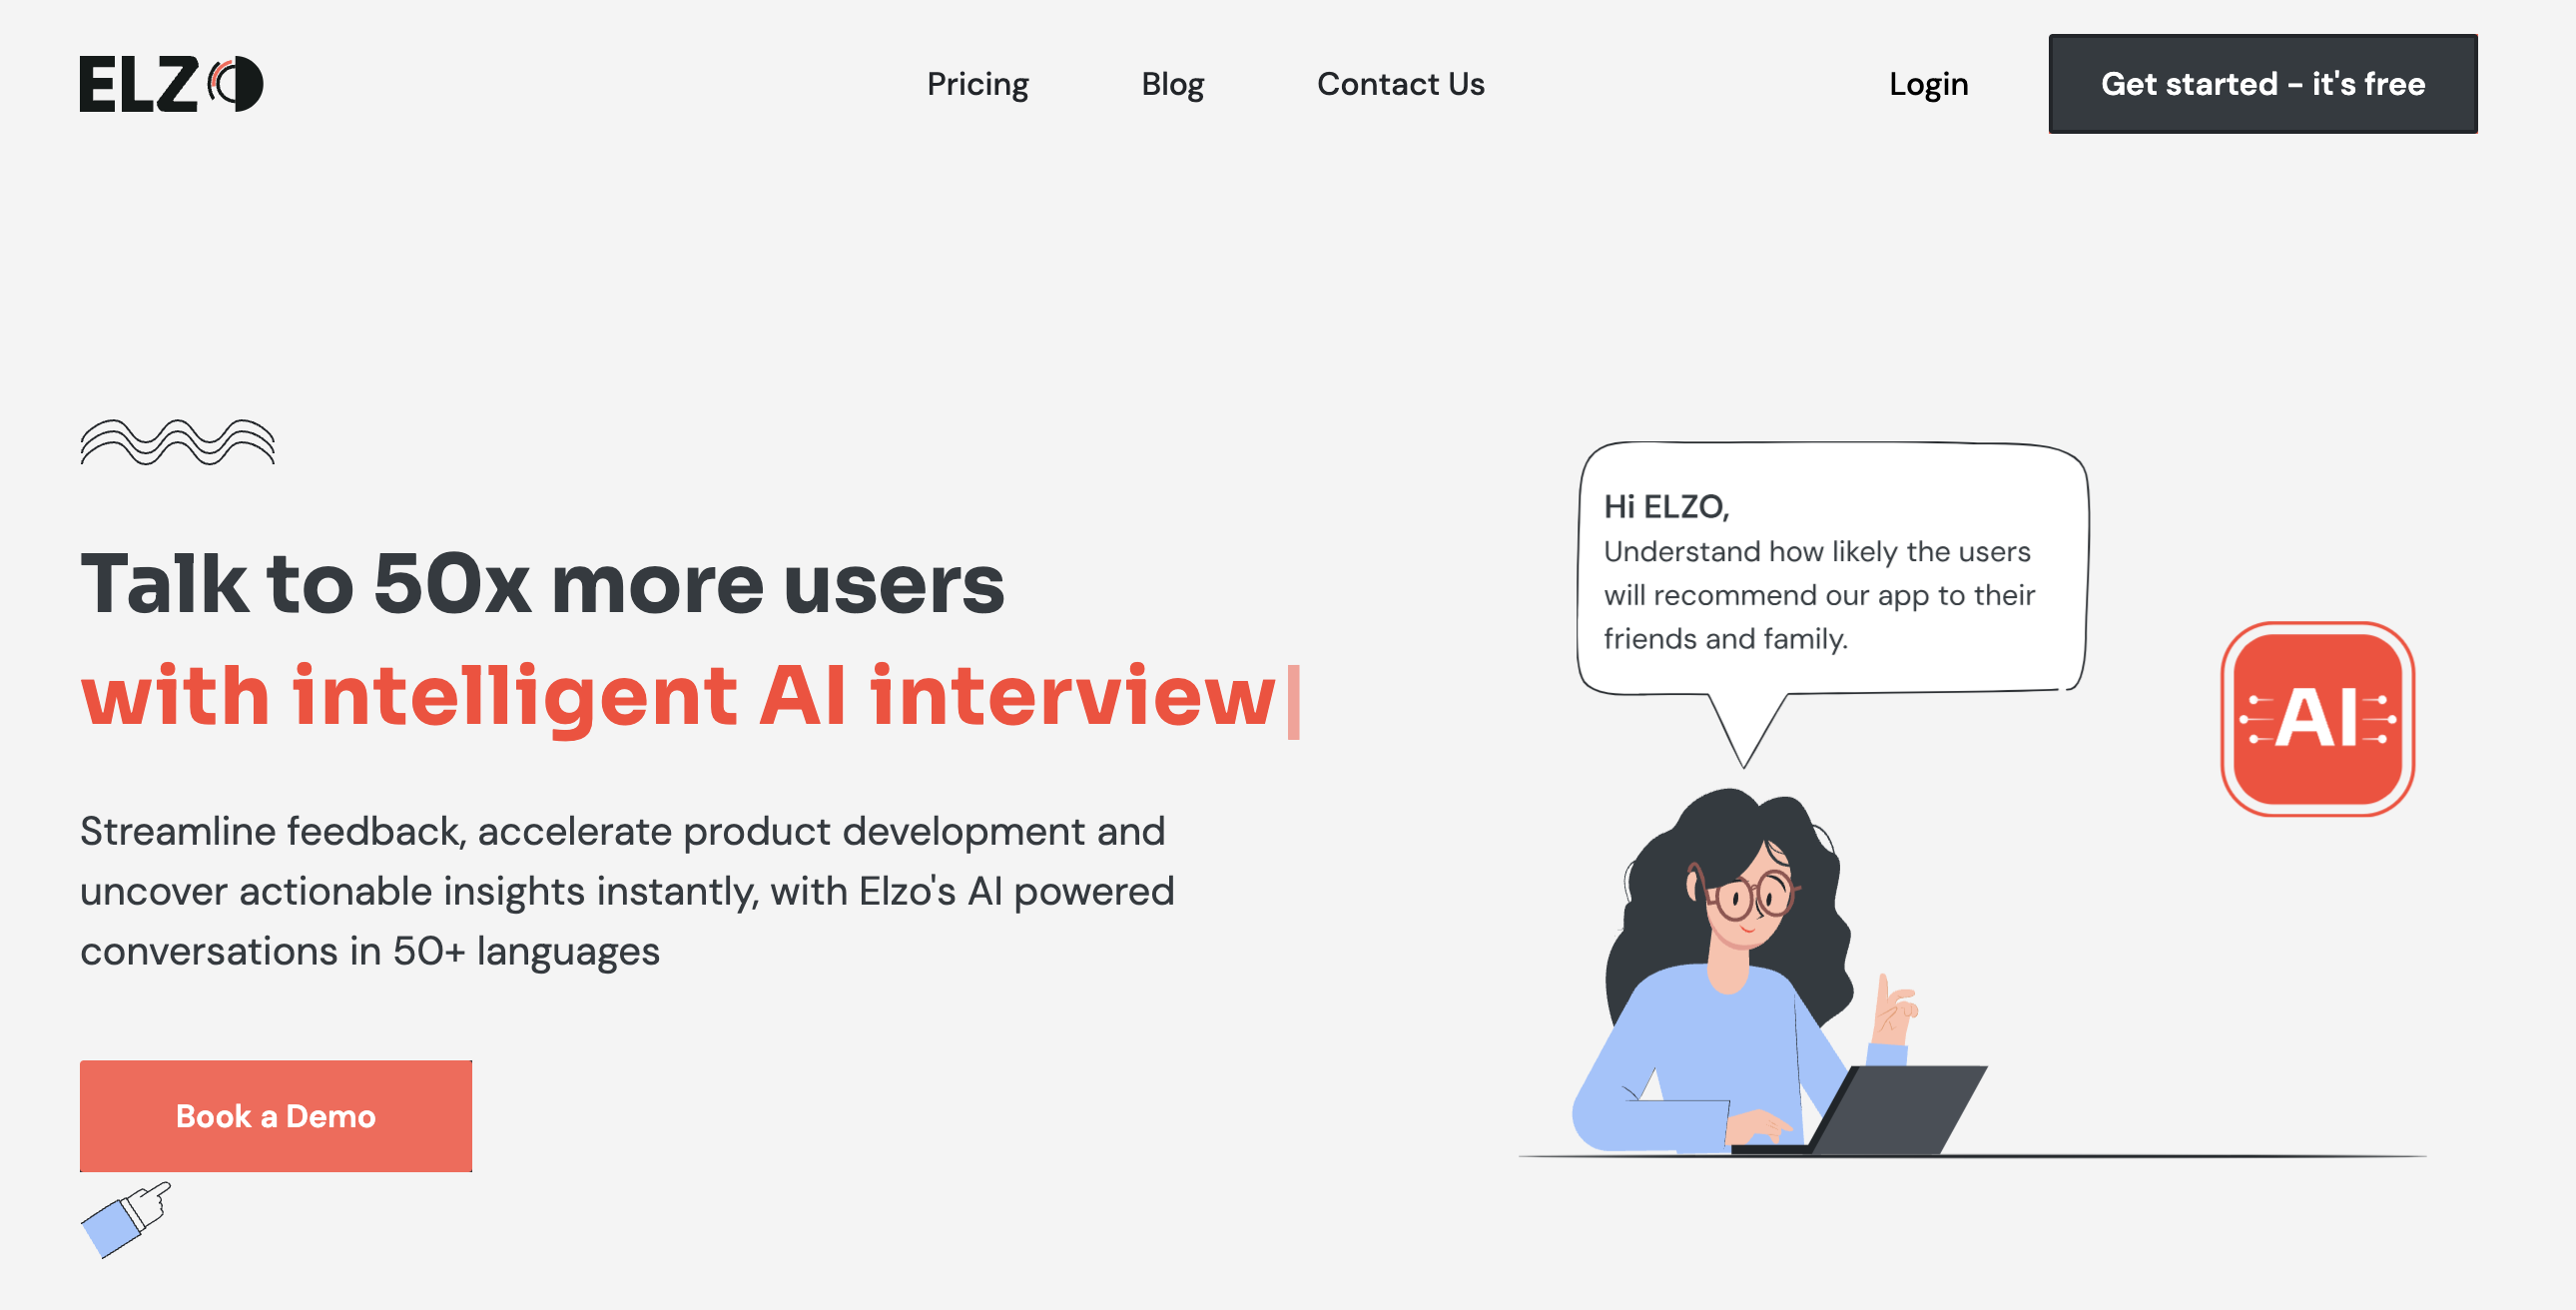 ELZO
Pricing
Blog
Contact Us
Login
Get started - it's free
Talk to 50x more users
with intelligent AI interview
Streamline feedback, accelerate product development and
uncover actionable insights instantly, with Elzo's AI powered
conversations in 50+ languages
Book a Demo
Hi ELZO,
Understand how likely the users
will recommend our app to their
friends and family.
AI